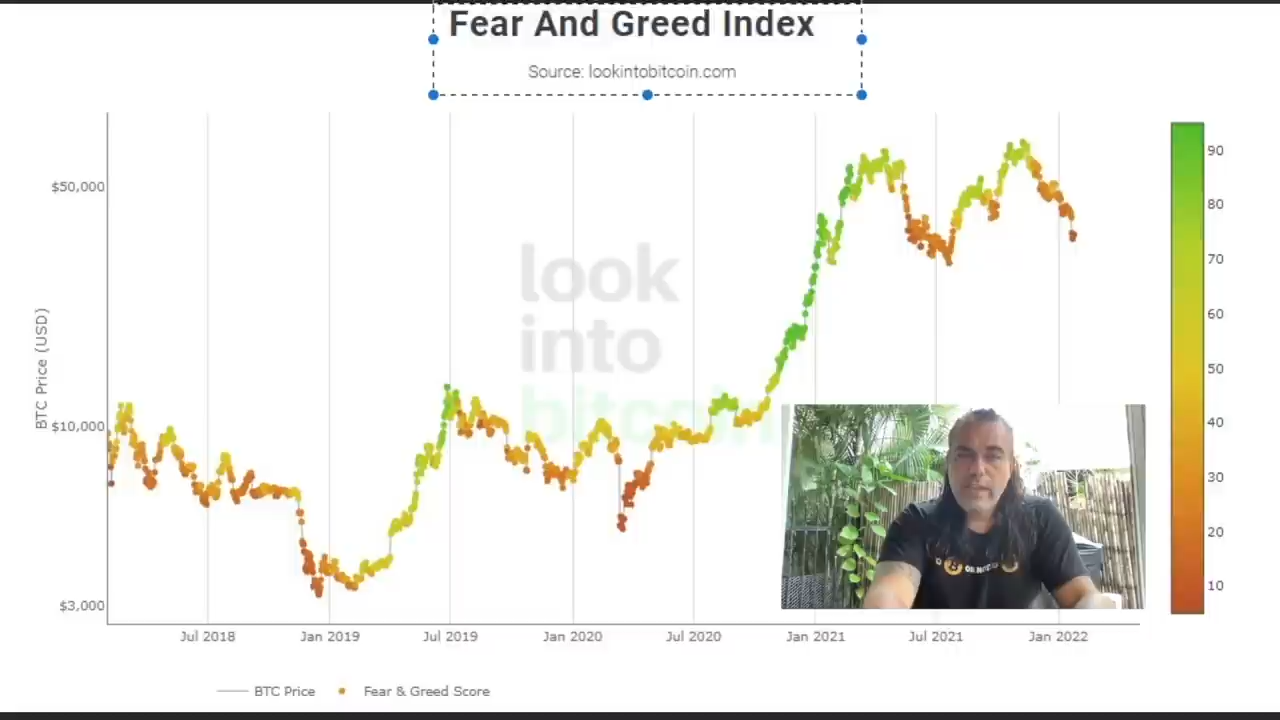 Fear And Greed Index
Source: lookintobitcoin.com
look
into
bitcoin
BTC Price (USD)
$50,000
$10,000
$3,000
Jul 2018
Jan 2019
Jul 2019
Jan 2020
Jul 2020
Jan 2021
Jul 2021
Jan 2022
90
80
70
60
50
40
30
20
10
BTC Price
Fear & Greed Score